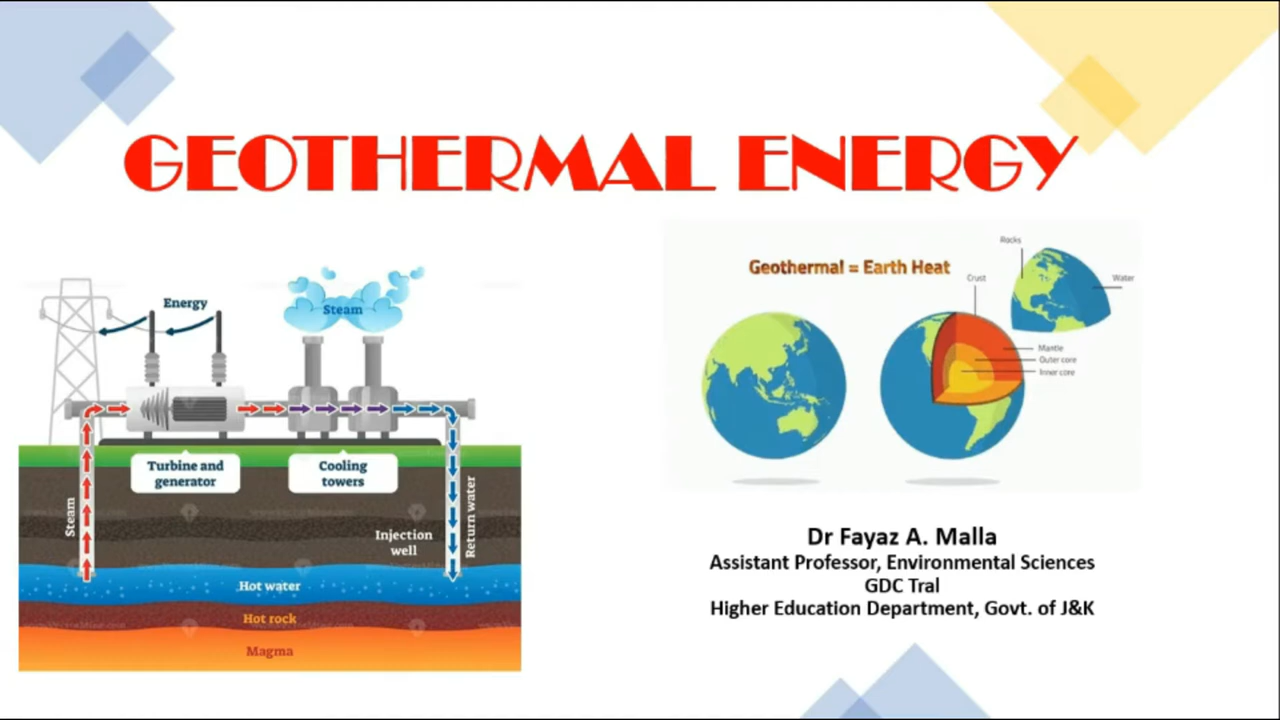 GEOTHERMAL ENERGY
Energy
Steam
Turbine and
generator
Cooling
towers
Steam
Injection
well
Return water
Hot water
Hot rock
Magma
Geothermal = Earth Heat
Rocks
Crust
Water
Mantle
Outer core
Inner core
Dr Fayaz A. Malla
Assistant Professor, Environmental Sciences
GDC Tral
Higher Education Department, Govt. of J&K